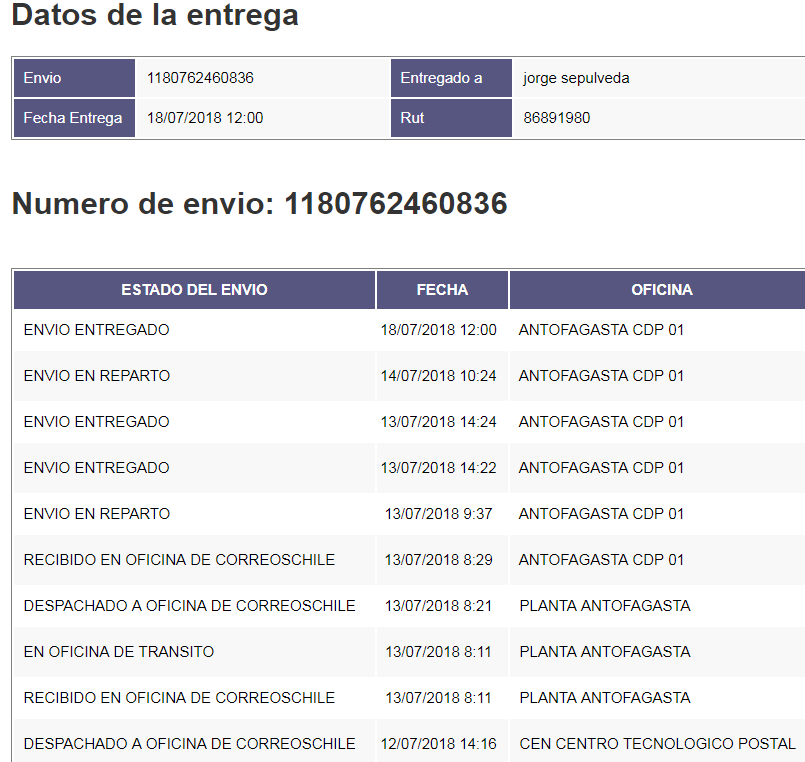 Datos de la entrega
Envio 1180762460836 Entregado a jorge sepulveda
Fecha Entrega 18/07/2018 12:00 Rut 86891980
Numero de envio: 1180762460836
ESTADO DEL ENVIO FECHA OFICINA
ENVIO ENTREGADO 18/07/2018 12:00 ANTOFAGASTA CDP 01
ENVIO EN REPARTO 14/07/2018 10:24 ANTOFAGASTA CDP 01
ENVIO ENTREGADO 13/07/2018 14:24 ANTOFAGASTA CDP 01
ENVIO ENTREGADO 13/07/2018 14:22 ANTOFAGASTA CDP 01
ENVIO EN REPARTO 13/07/2018 9:37 ANTOFAGASTA CDP 01
RECIBIDO EN OFICINA DE CORREOSCHILE 13/07/2018 8:29 ANTOFAGASTA CDP 01
DESPACHADO A OFICINA DE CORREOSCHILE 13/07/2018 8:21 PLANTA ANTOFAGASTA
EN OFICINA DE TRANSITO 13/07/2018 8:11 PLANTA ANTOFAGASTA
RECIBIDO EN OFICINA DE CORREOSCHILE 13/07/2018 8:11 PLANTA ANTOFAGASTA
DESPACHADO A OFICINA DE CORREOSCHILE 12/07/2018 14:16 CEN CENTRO TECNOLOGICO POSTAL